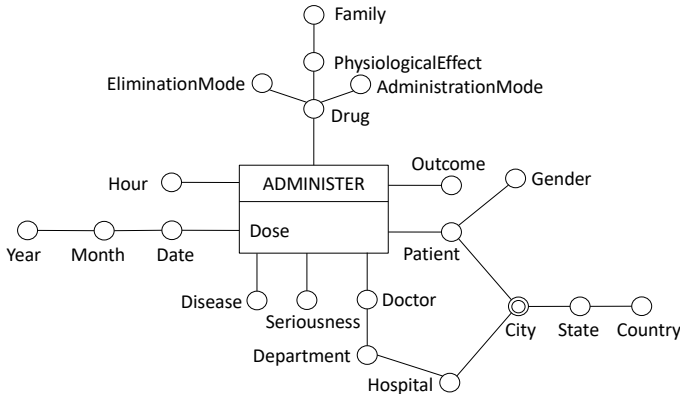 Family
PhysiologicalEffect
EliminationMode
AdministrationMode
Drug
Outcome
Gender
Hour
ADMINISTER
Dose
Year
Month
Date
Patient
Disease
Seriousness
Doctor
City
State
Country
Department
Hospital